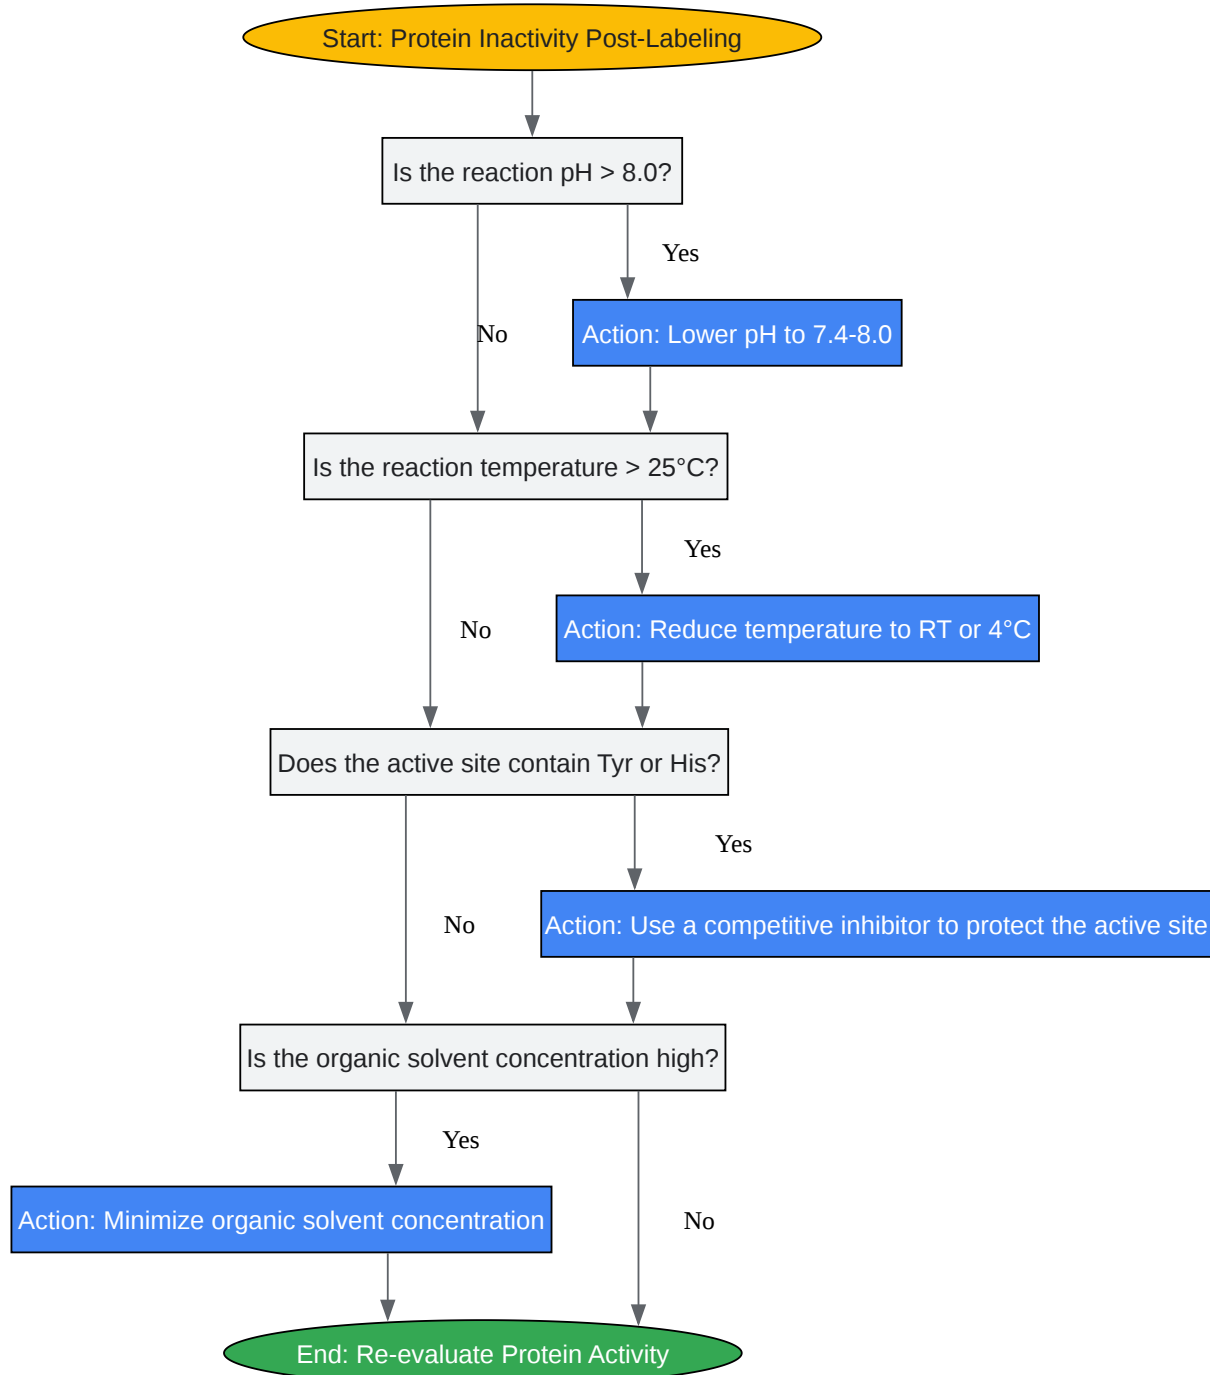 Start: Protein Inactivity Post-Labeling
Is the reaction pH > 8.0?
Yes
No
Action: Lower pH to 7.4-8.0
Is the reaction temperature > 25°C?
Yes
No
Action: Reduce temperature to RT or 4°C
Does the active site contain Tyr or His?
Yes
No
Action: Use a competitive inhibitor to protect the active site
Is the organic solvent concentration high?
Yes
Action: Minimize organic solvent concentration
No
End: Re-evaluate Protein Activity